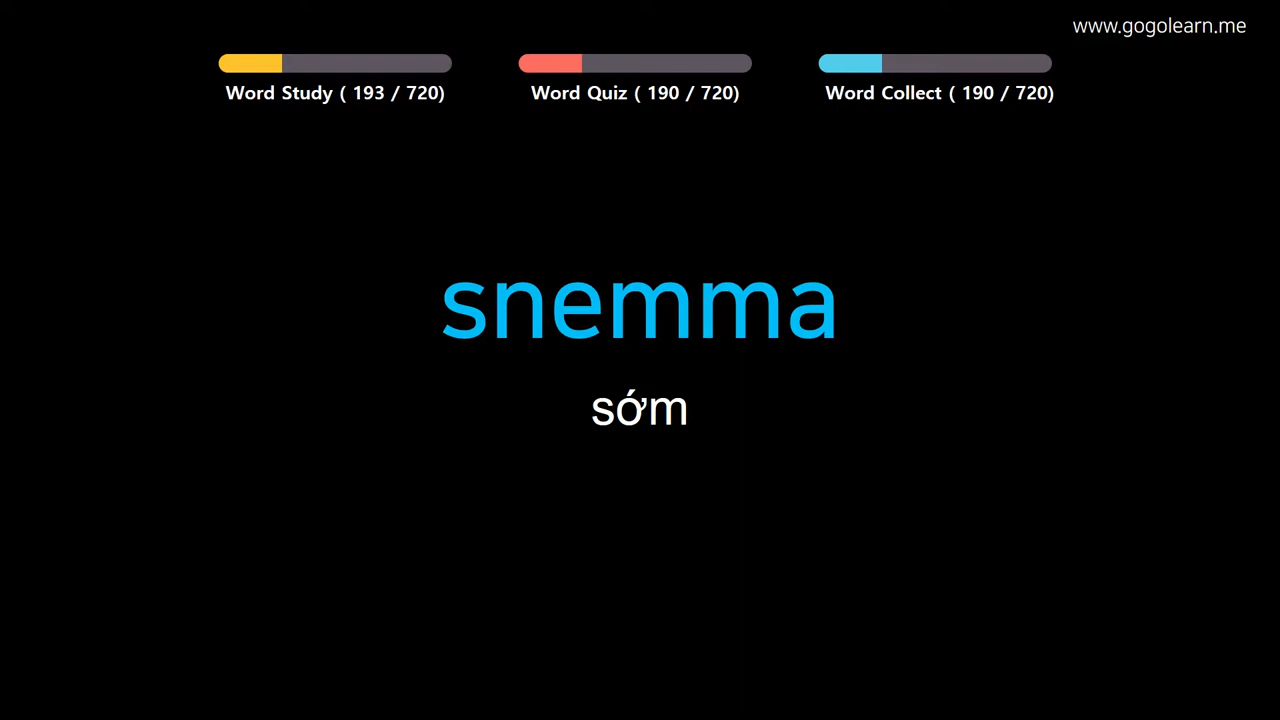 www.gogolearn.me
Word Study ( 193 / 720)
Word Quiz ( 190 / 720)
Word Collect ( 190 / 720)
snemma
sớm